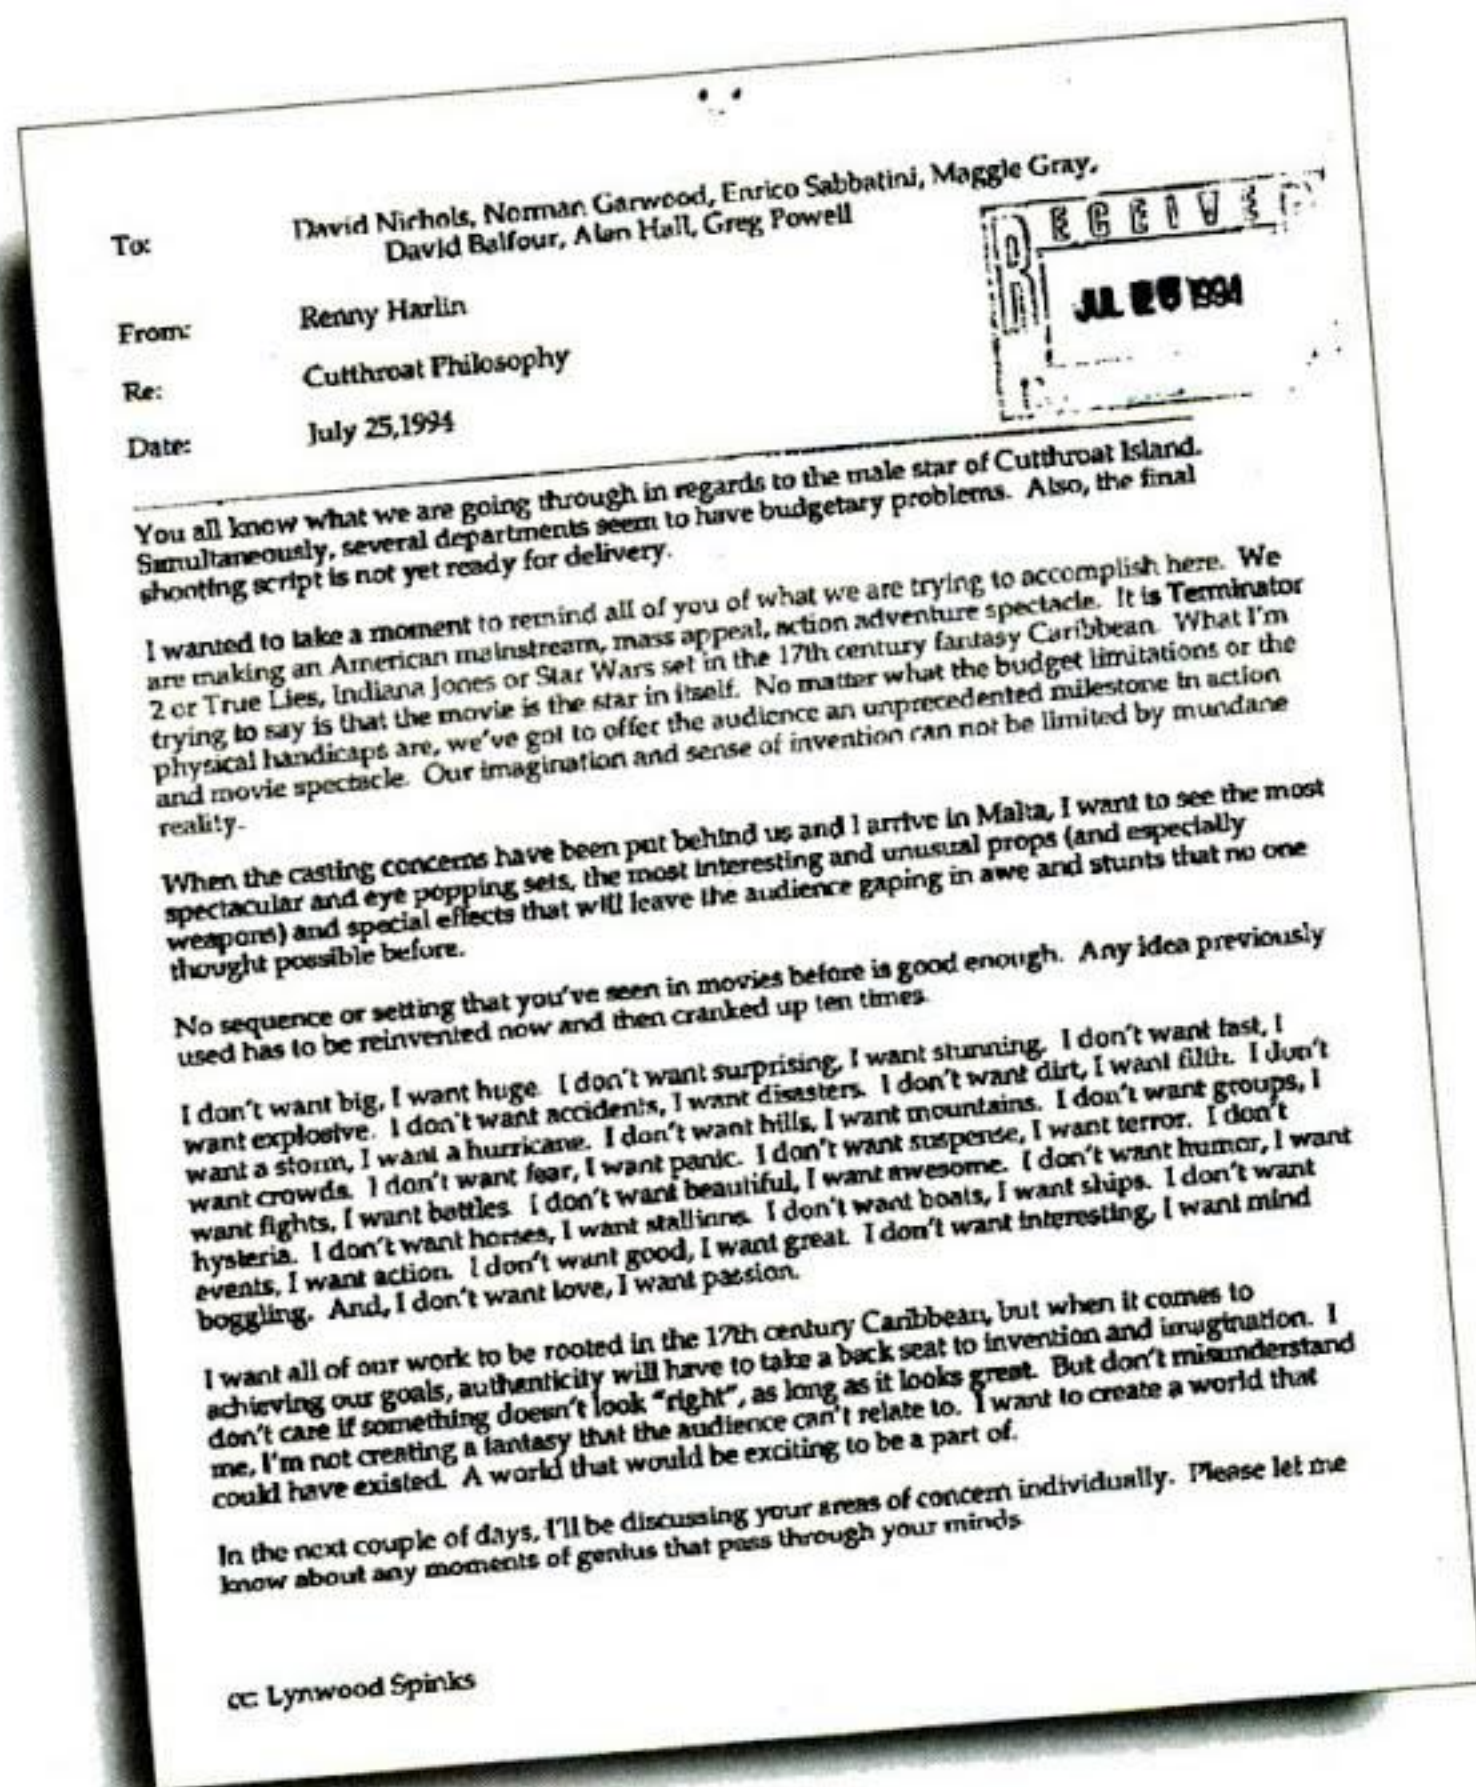 To: David Nichols, Norman Garwood, Enrico Sabbatini, Maggie Gray,
David Balfour, Alan Hall, Greg Powell
RECEIVED
JUL 1994
From: Renny Harlin
Re: Cutthroat Philosophy
Date: July 25,1994
You all know what we are going through in regards to the male star of Cutthroat Island.
Simultaneously, several departments seem to have budgetary problems. Also, the final
shooting script is not yet ready for delivery.
I wanted to take a moment to remind all of you of what we are trying to accomplish here. We
are making an American mainstream, mass appeal, action adventure spectacle. It is Terminator
2 or True Lies, Indiana Jones or Star Wars set in the 17th century fantasy Caribbean. What I'm
trying to say is that the movie is the star in itself. No matter what the budget limitations or the
physical handicaps are, we've got to offer the audience an unprecedented milestone in action
and movie spectacle. Our imagination and sense of invention can not be limited by mundane
reality.
When the casting concerns have been put behind us and I arrive in Malta, I want to see the most
spectacular and eye popping sets, the most interesting and unusual props (and especially
weapons) and special effects that will leave the audience gaping in awe and stunts that no one
thought possible before.
No sequence or setting that you've seen in movies before is good enough. Any idea previously
used has to be reinvented now and then cranked up ten times.
I don't want big, I want huge. I don't want surprising, I want stunning. I don't want fast, I
want explosive. I don't want accidents, I want disasters. I don't want dirt, I want filth. I don't
want a storm, I want a hurricane. I don't want hills, I want mountains. I don't want groups, I
want crowds. I don't want fear, I want panic. I don't want suspense, I want terror. I don't
want fights, I want battles. I don't want beautiful, I want awesome. I don't want humor, I want
hysteria. I don't want horses, I want stallions. I don't want boats, I want ships. I don't want
events, I want action. I don't want good, I want great. I don't want interesting, I want mind
boggling. And, I don't want love, I want passion.
I want all of our work to be rooted in the 17th century Caribbean, but when it comes to
achieving our goals, authenticity will have to take a back seat to invention and imagination. I
don't care if something doesn't look "right", as long as it looks great. But don't misunderstand
me, I'm not creating a fantasy that the audience can't relate to. I want to create a world that
could have existed. A world that would be exciting to be a part of.
In the next couple of days, I'll be discussing your areas of concern individually. Please let me
know about any moments of genius that pass through your minds.
cc: Lynwood Spinks